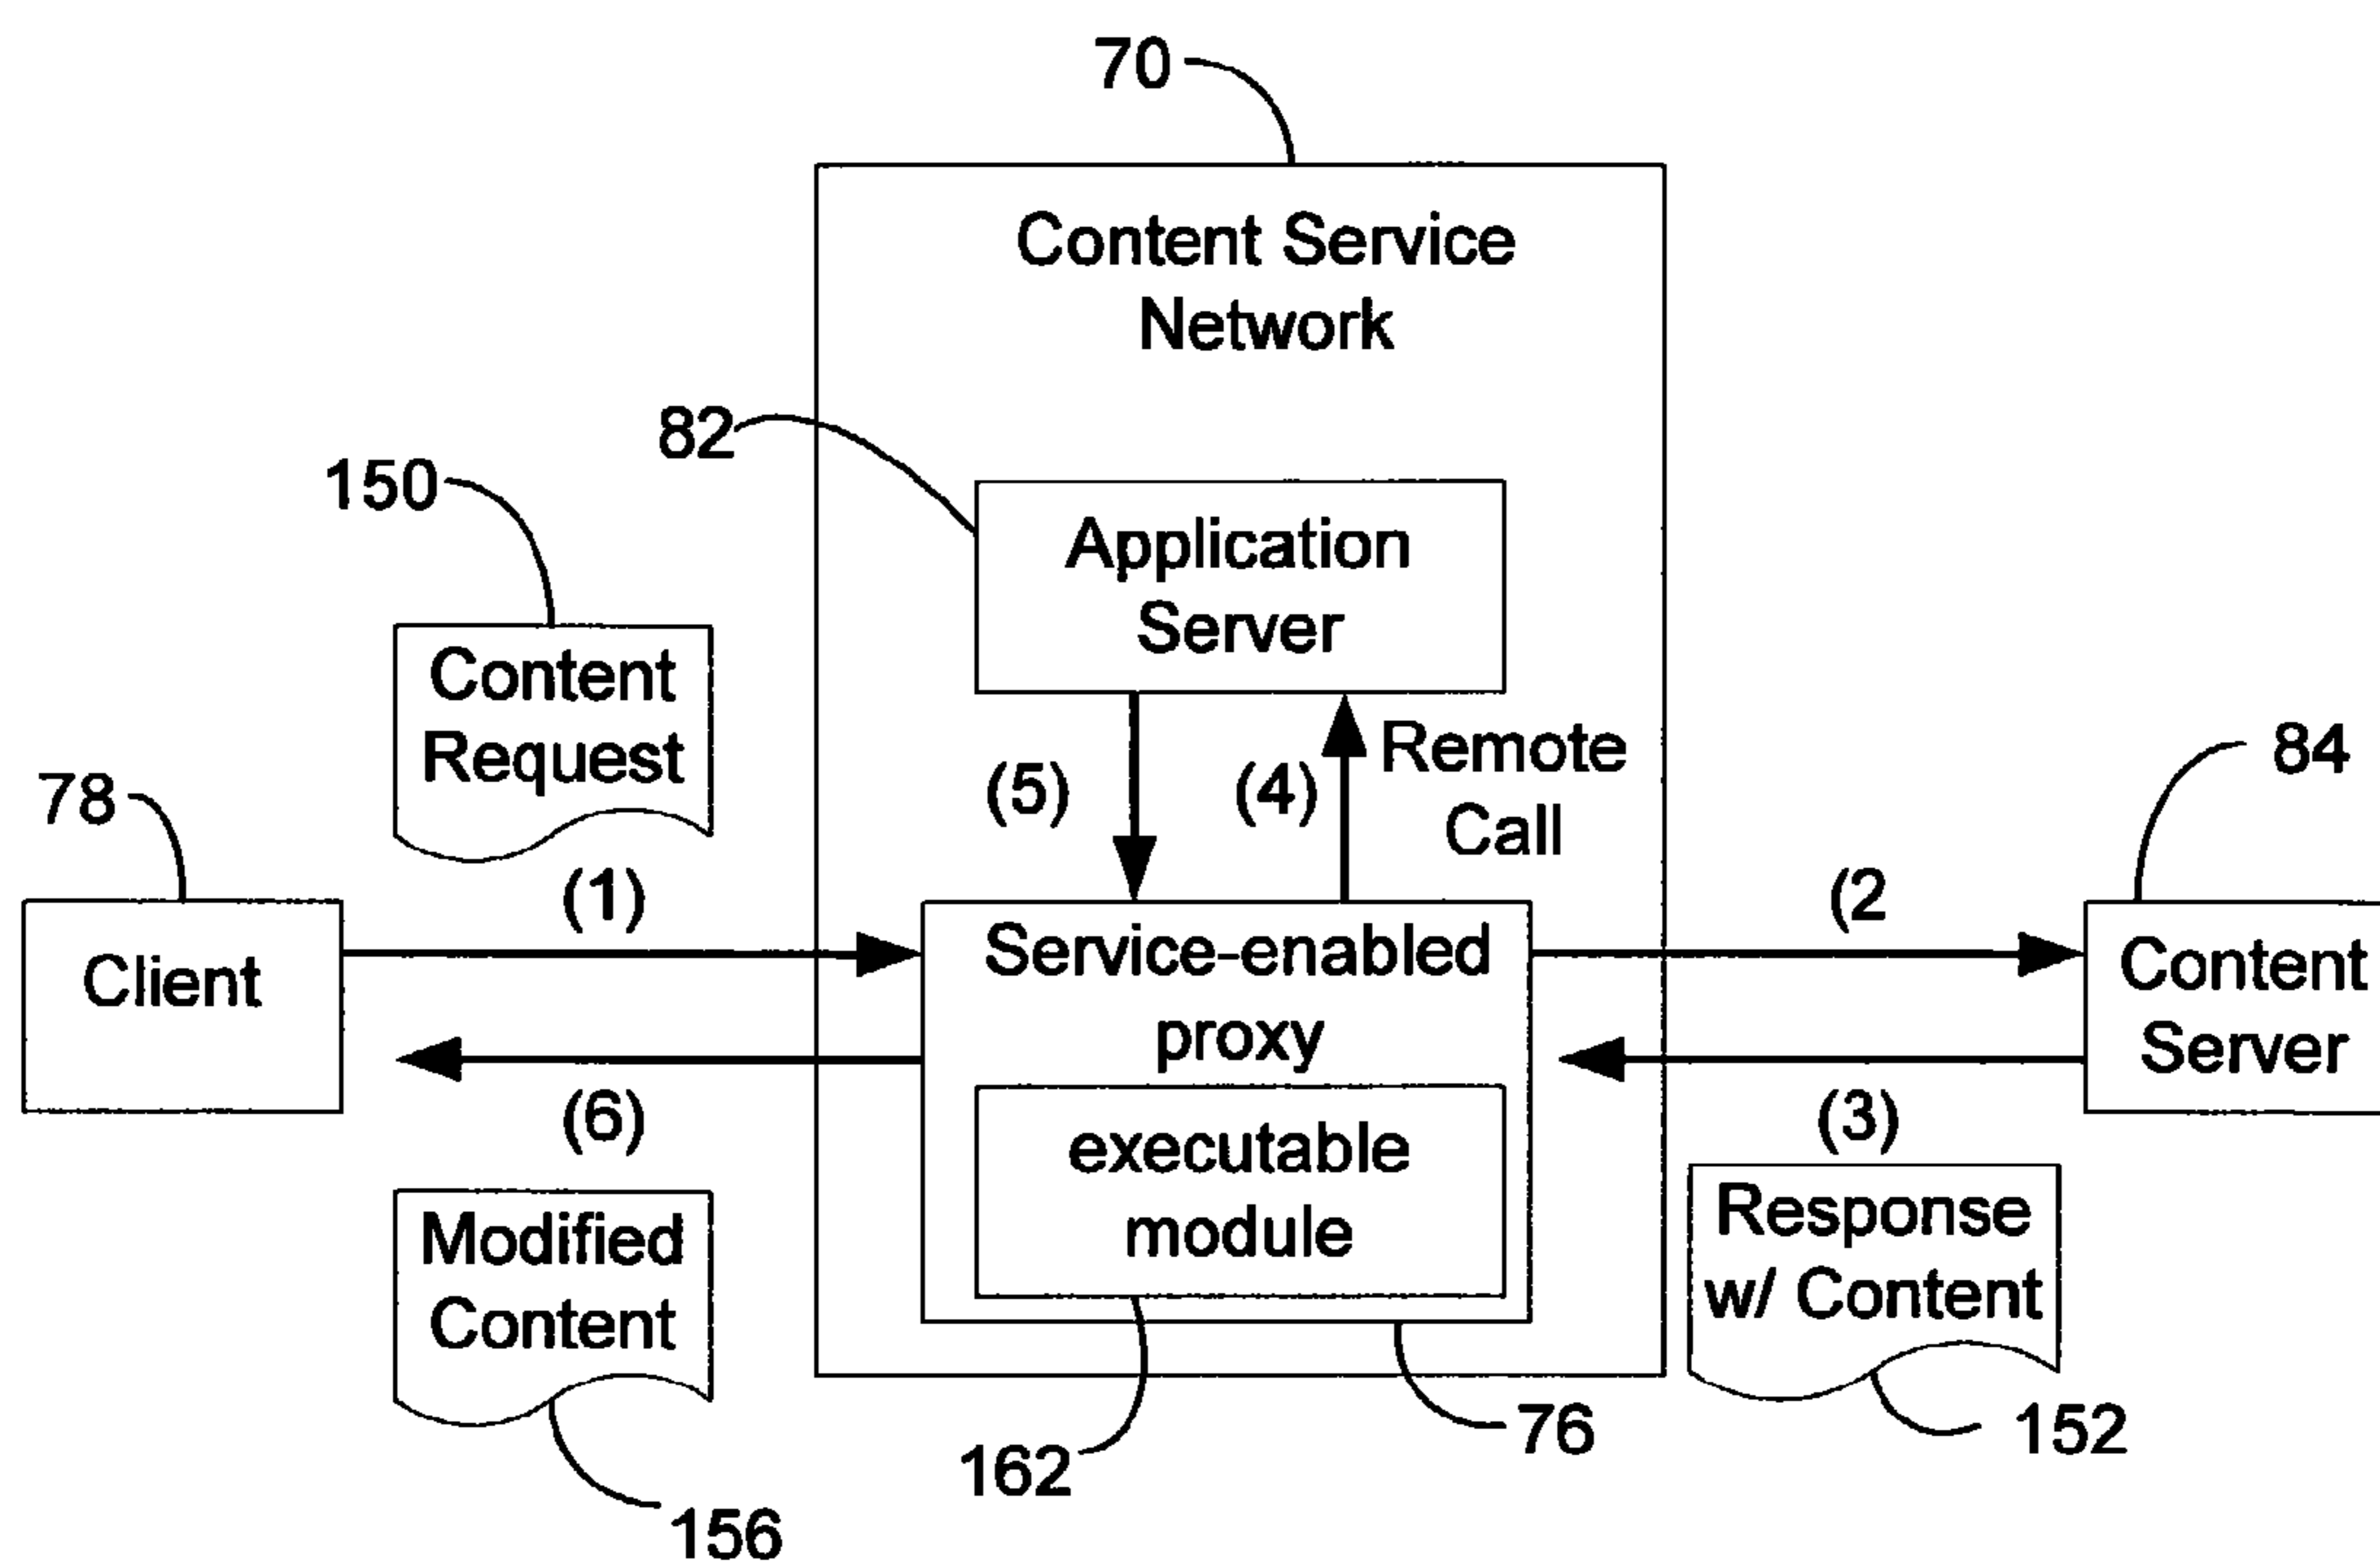 70
Content Service
Network
82
150
Application
Server
Content
Request
78
(5)
(4)
Remote
Call
84
(1)
(2
Client
Service-enabled
proxy
Content
Server
(6)
(3)
executable
module
Modified
Content
Response
w/ Content
162
76
152
156